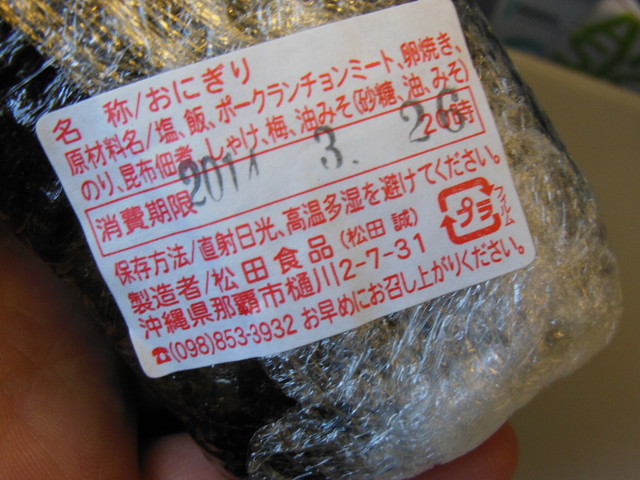 名 称/おにぎり
原材料名/塩、飯、ポークランチョンミート、卵焼き、
のり、昆布佃煮、しゃけ、梅、油みそ(砂糖、油、みそ)
消費期限 2014 3. 26 20時
保存方法/直射日光、高温多湿を避けてください。
製造者/松田食品(松田 誠)
沖縄県那覇市樋川2-7-31
☎(098)853-3932 お早めにお召し上がりください。
プラ
フィルム